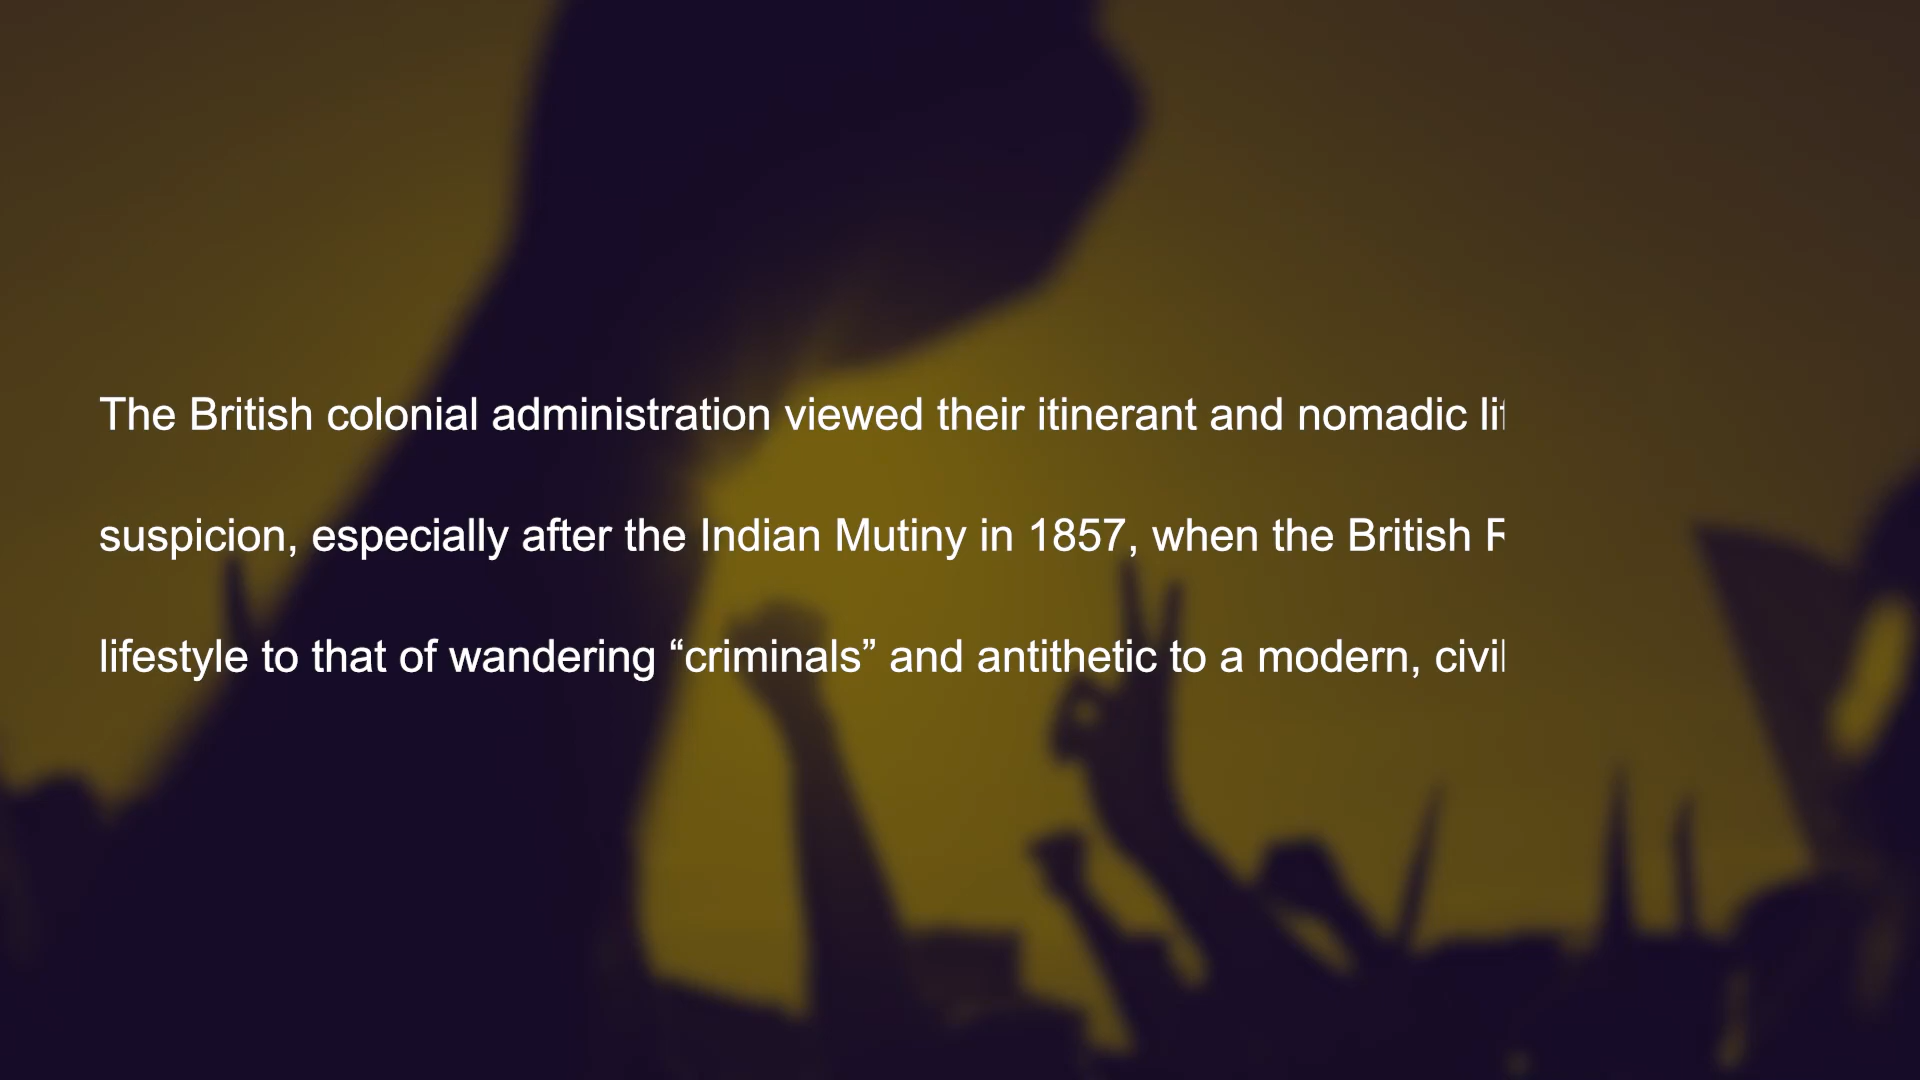 The British colonial administration viewed their itinerant and nomadic
suspicion, especially after the Indian Mutiny in 1857, when the British
lifestyle to that of wandering “criminals” and antithetic to a modern,